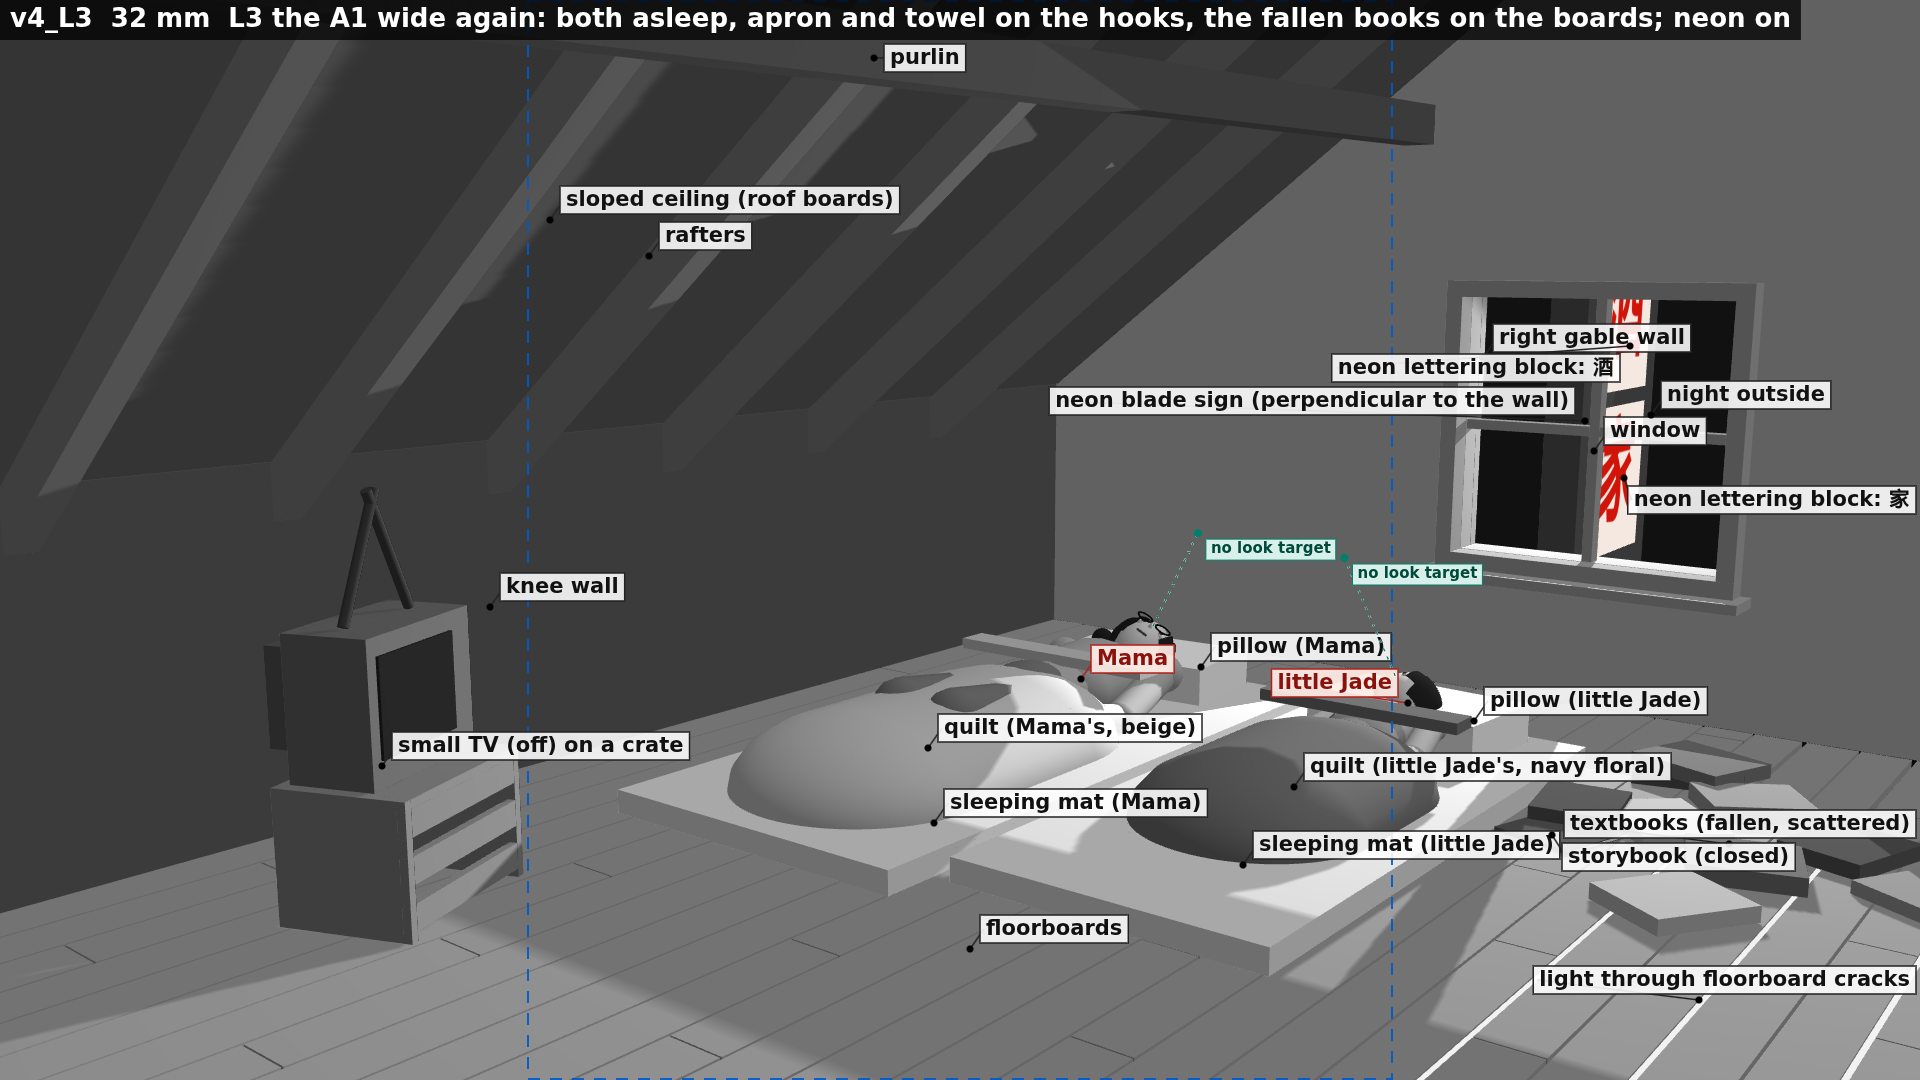 v4_L3 32 mm L3 the A1 wide again: both asleep, apron and towel on the hooks, the fallen books on the boards; neon on
purlin
sloped ceiling (roof boards)
rafters
right gable wall
neon lettering block: 酒
night outside
neon blade sign (perpendicular to the wall)
window
neon lettering block: 家
家
no look target
no look target
knee wall
pillow (Mama)
Mama
little Jade
pillow (little Jade)
quilt (Mama's, beige)
small TV (off) on a crate
quilt (little Jade's, navy floral)
sleeping mat (Mama)
textbooks (fallen, scattered)
sleeping mat (little Jade)
storybook (closed)
floorboards
light through floorboard cracks